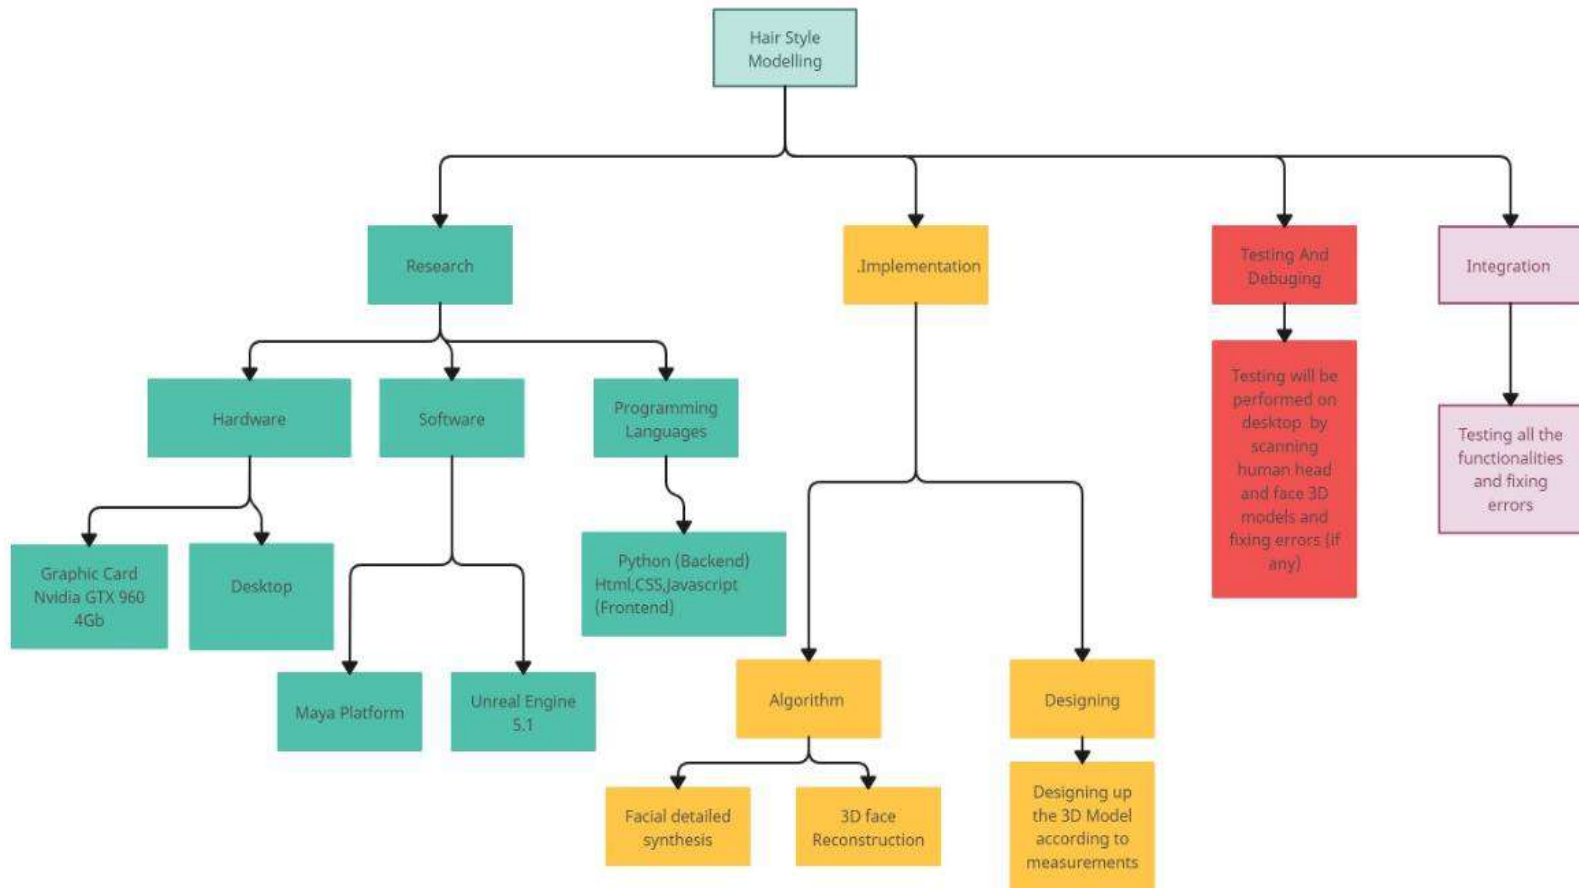 Hair Style
Modelling
Research
.Implementation
Testing And
Debuging
Integration
Hardware
Software
Programming
Languages
Testing will be
performed on
desktop by
scanning
human head
and face 3D
models and
fixing errors (if
any)
Testing all the
functionalities
and fixing
errors
Graphic Card
Nvidia GTX 960
4Gb
Desktop
Python (Backend)
Html,CSS,Javascript
(Frontend)
Maya Platform
Unreal Engine
5.1
Algorithm
Designing
Facial detailed
synthesis
3D face
Reconstruction
Designing up
the 3D Model
according to
measurements